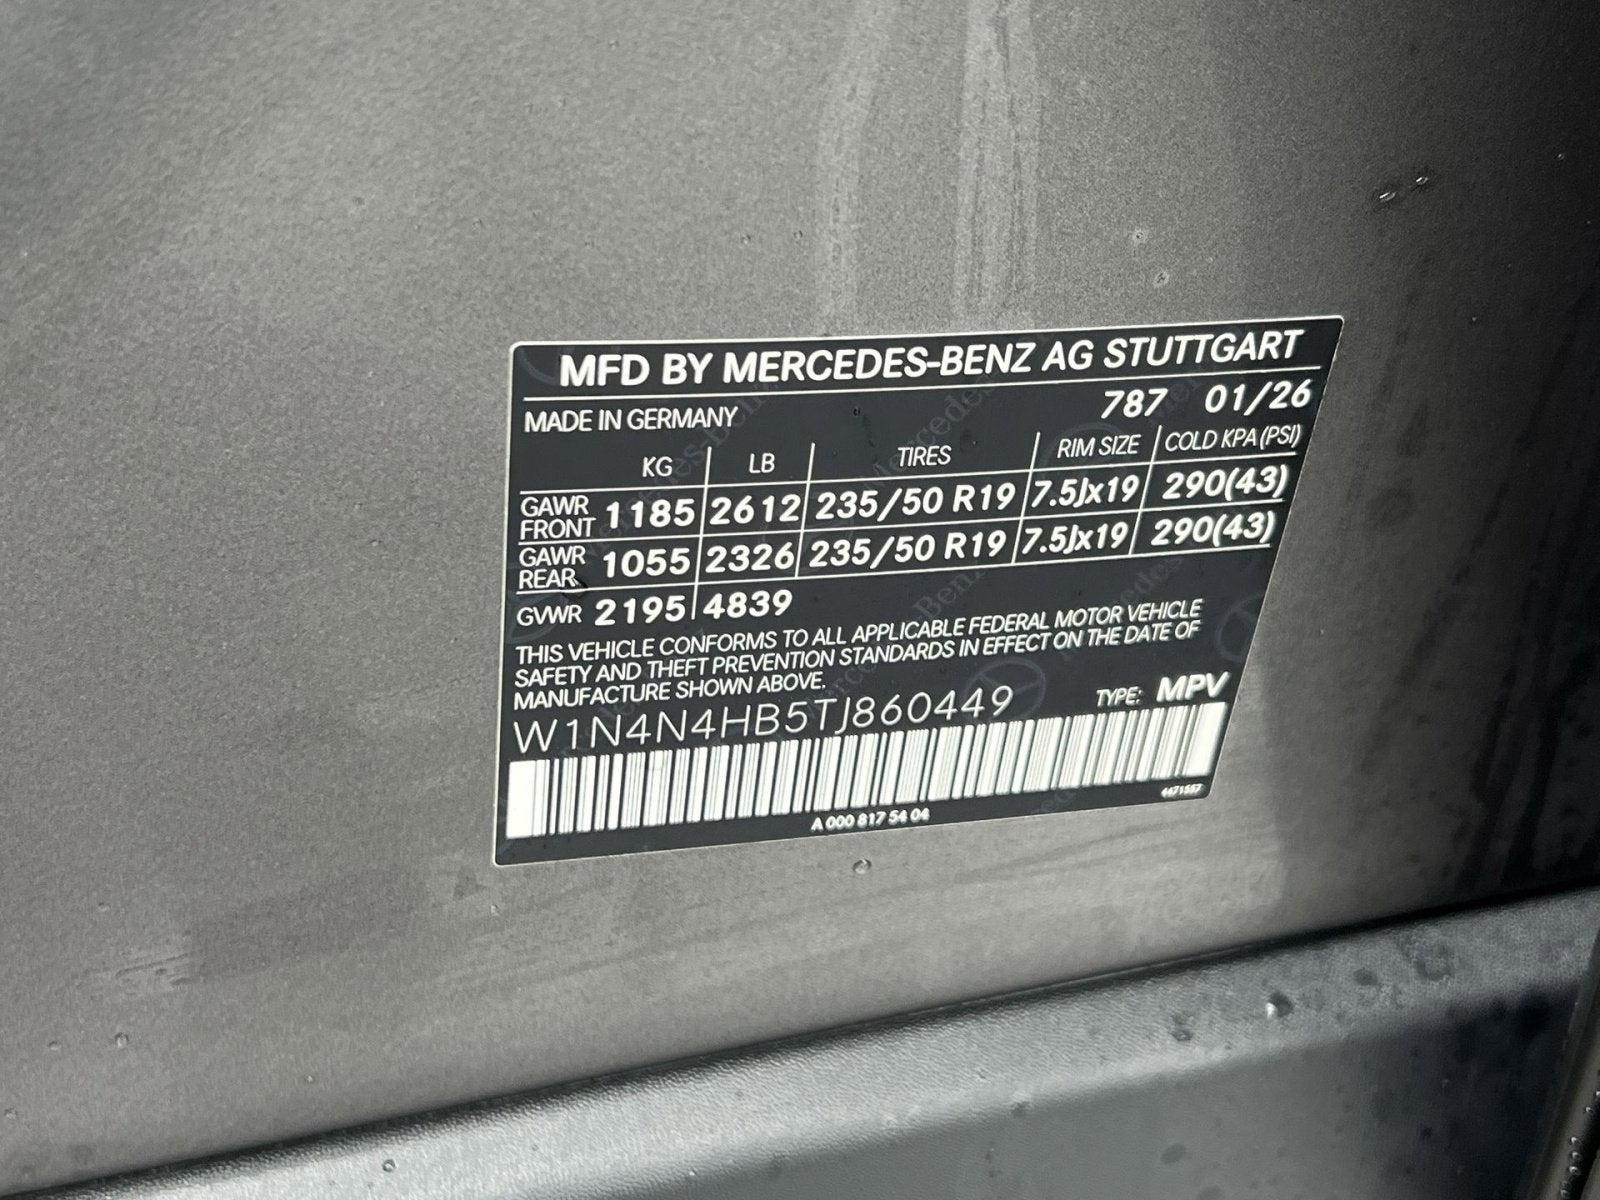 MFD BY MERCEDES-BENZ AG STUTTGART
MADE IN GERMANY 787 01/26
KG LB TIRES RIM SIZE COLD KPA (PSI)
GAWR FRONT 1185 2612 235/50 R19 7.5Jx19 290(43)
GAWR REAR 1055 2326 235/50 R19 7.5Jx19 290(43)
GVWR 2195 4839
THIS VEHICLE CONFORMS TO ALL APPLICABLE FEDERAL MOTOR VEHICLE
SAFETY AND THEFT PREVENTION STANDARDS IN EFFECT ON THE DATE OF
MANUFACTURE SHOWN ABOVE.
W1N4N4HB5TJ860449 TYPE: MPV
A 000 817 54 04 4471557